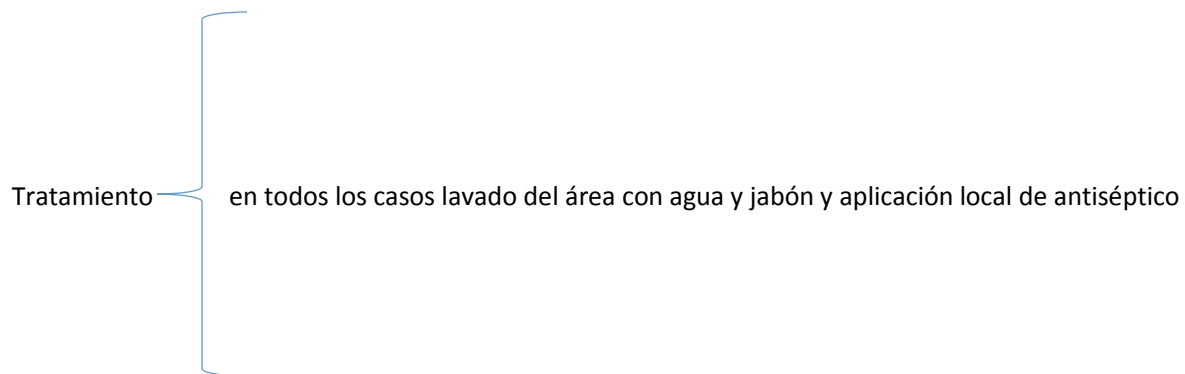 Tratamiento en todos los casos lavado del área con agua y jabón y aplicación local de antiséptico